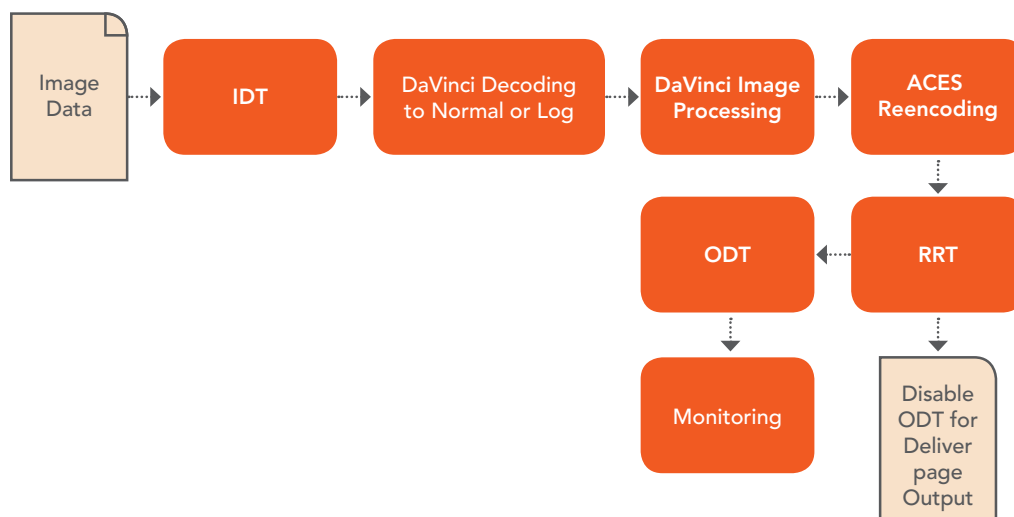 Image
Data
IDT
DaVinci Decoding
to Normal or Log
DaVinci Image
Processing
ACES
Reencoding
ODT
RRT
Monitoring
Disable
ODT for
Deliver
page
Output